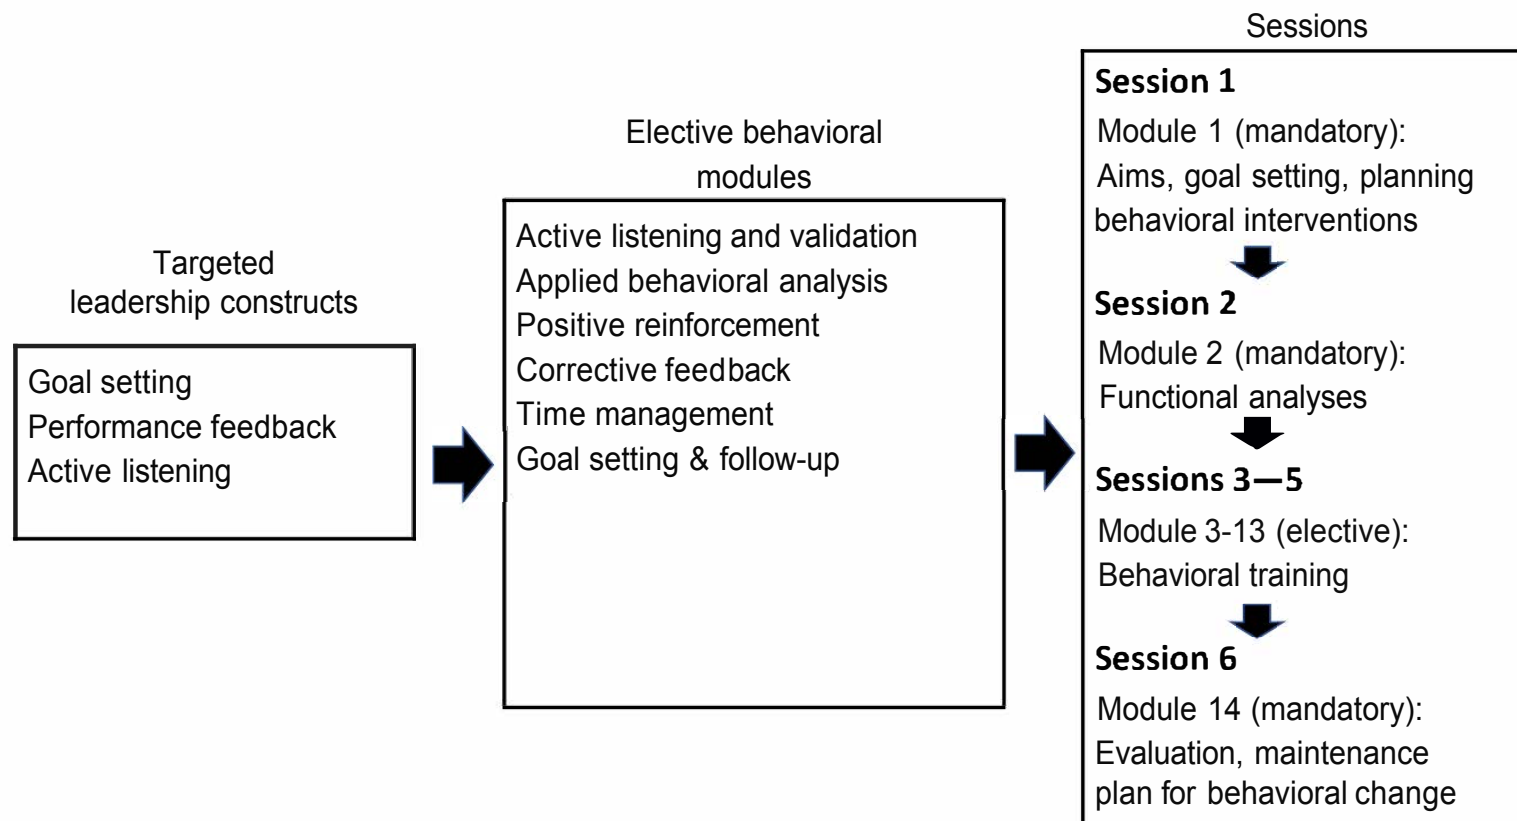 Targeted
leadership constructs
Goal setting
Performance feedback
Active listening
Elective behavioral
modules
Active listening and validation
Applied behavioral analysis
Positive reinforcement
Corrective feedback
Time management
Goal setting & follow-up
Sessions
Session 1
Module 1 (mandatory):
Aims, goal setting, planning
behavioral interventions
Session 2
Module 2 (mandatory):
Functional analyses
Sessions 3—5
Module 3-13 (elective):
Behavioral training
Session 6
Module 14 (mandatory):
Evaluation, maintenance
plan for behavioral change